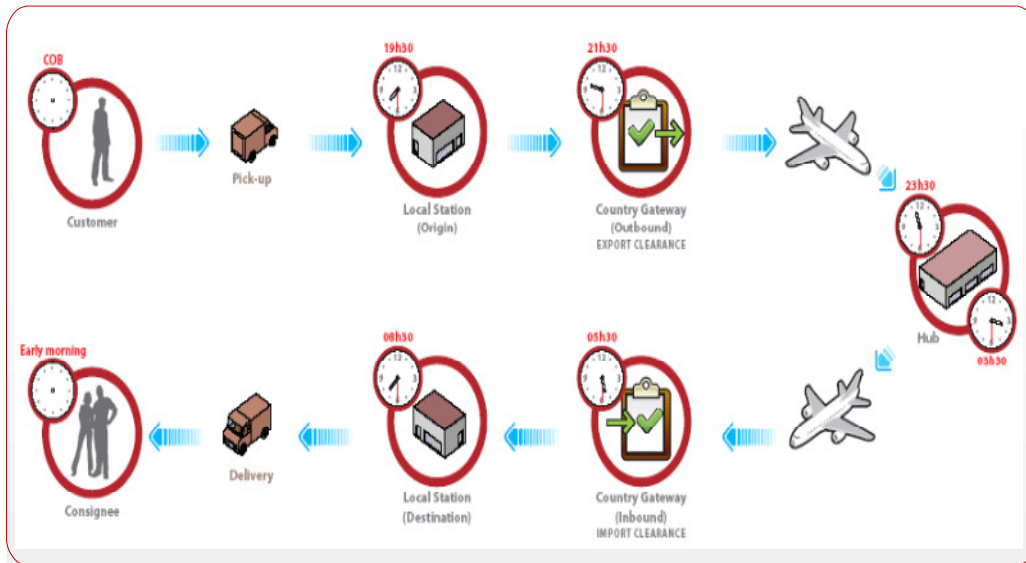 COB
Customer
Pick-up
19h30
Local Station
(Origin)
21h30
Country Gateway
(Outbound)
EXPORT CLEARANCE
23h30
Hub
03h30
05h30
Country Gateway
(Inbound)
IMPORT CLEARANCE
08h30
Local Station
(Destination)
Delivery
Early morning
Consignee